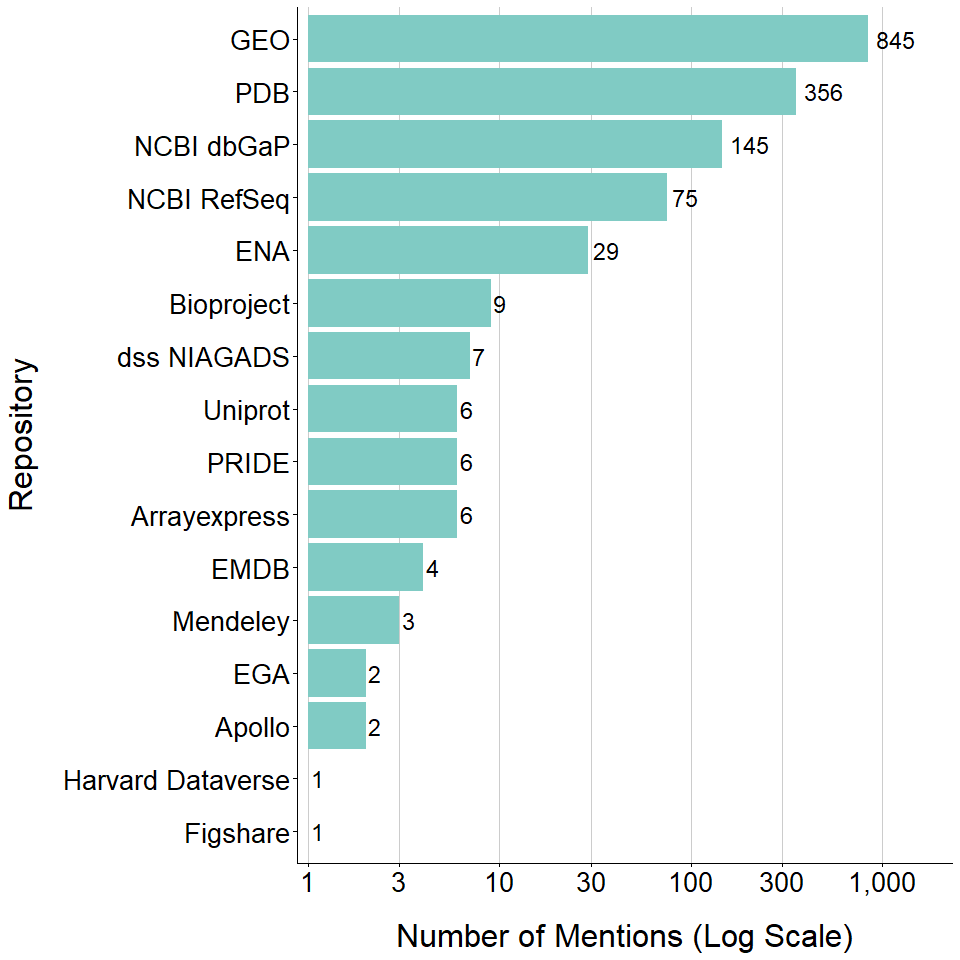 GEO 845
PDB 356
NCBI dbGaP 145
NCBI RefSeq 75
ENA 29
Bioproject 9
dss NIAGADS 7
Uniprot 6
PRIDE 6
Arrayexpress 6
EMDB 4
Mendeley 3
EGA 2
Apollo 2
Harvard Dataverse 1
Figshare 1
Repository
1 3 10 30 100 300 1,000
Number of Mentions (Log Scale)